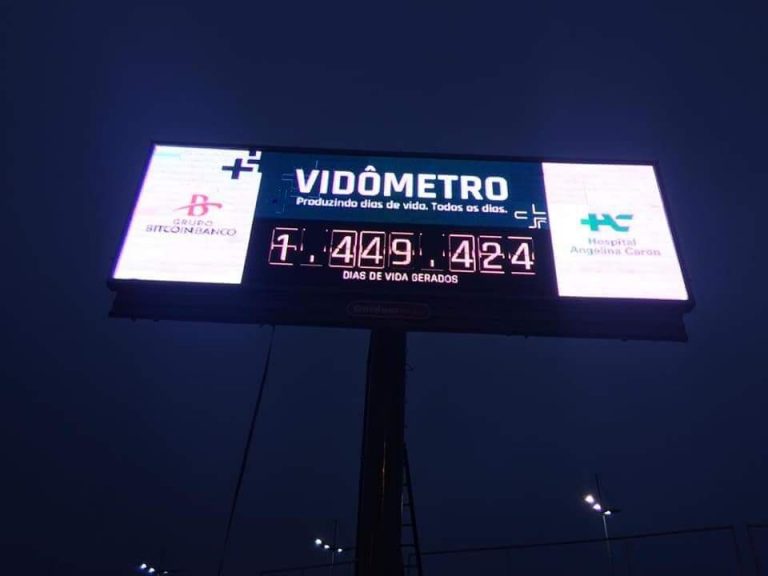 VIDÔMETRO
Produzindo dias de vida. Todos os dias.
GRUPO
BITCOINBANCO
1.449.424
DIAS DE VIDA GERADOS
Hospital
Angelina Caron